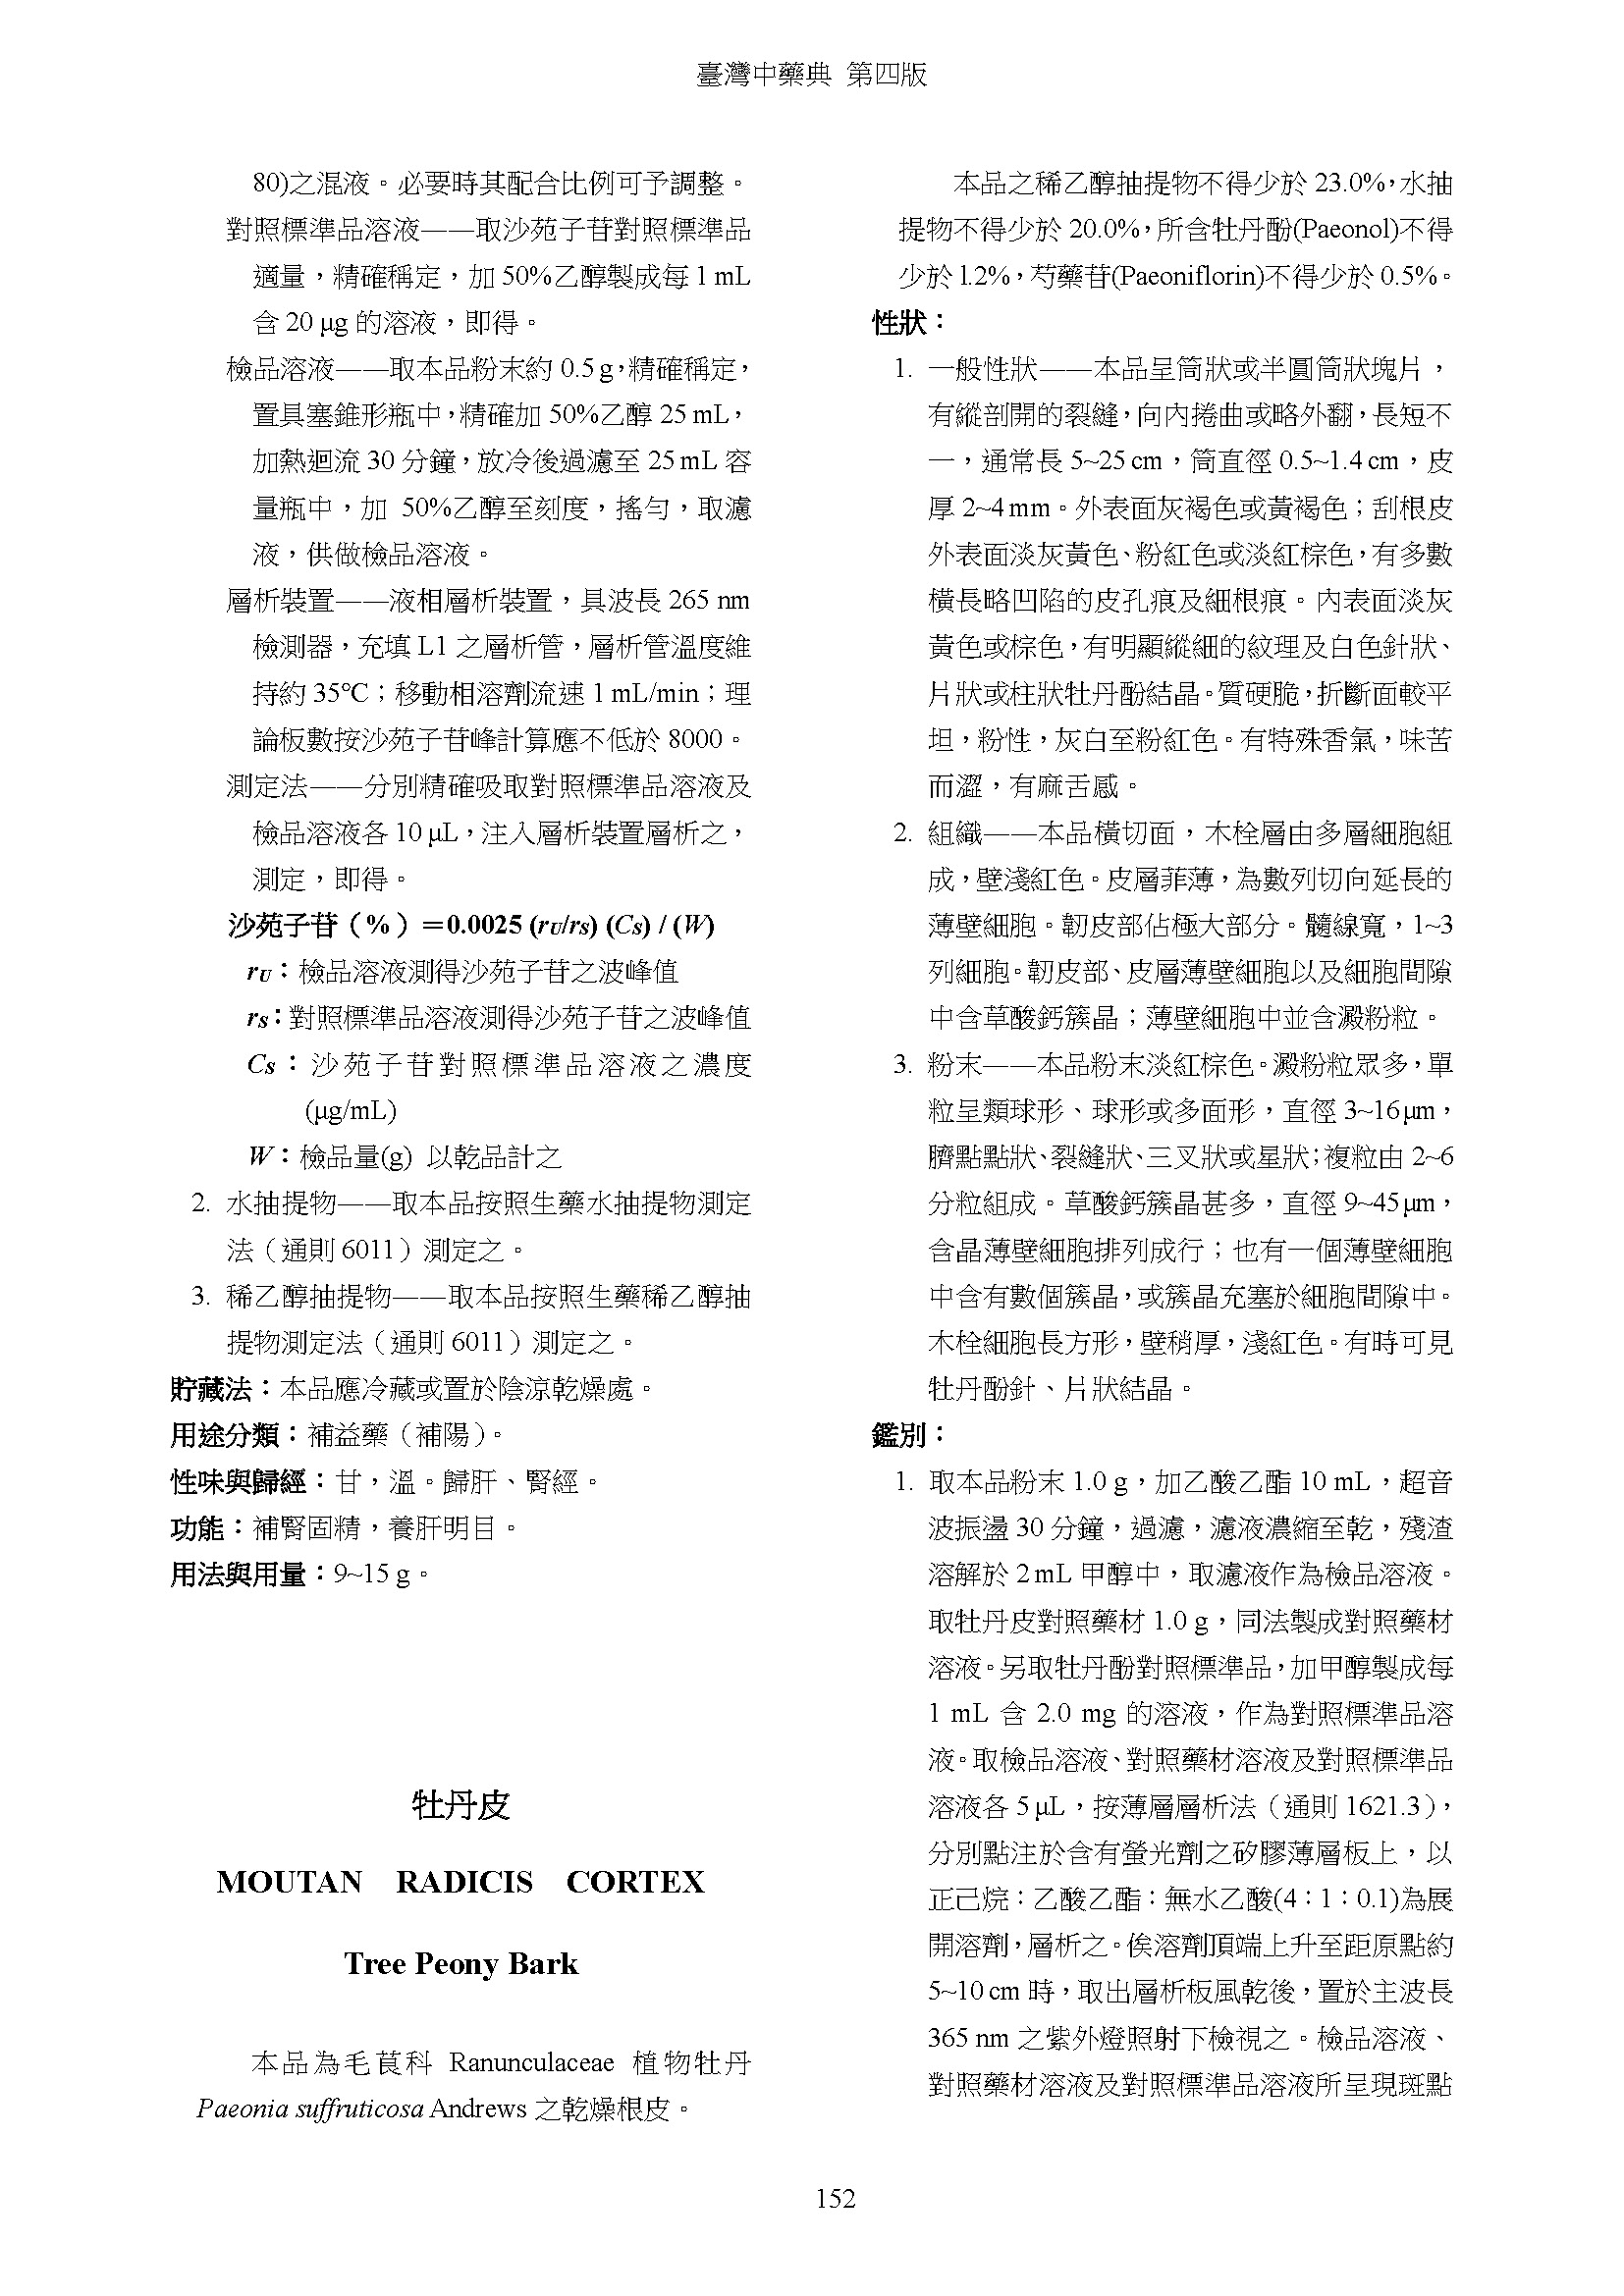 臺灣中藥典 第四版
80)之混液。必要時其配合比例可予調整。
對照標準品溶液——取沙苑子苷對照標準品
適量，精確稱定，加 50%乙醇製成每 1 mL
含 20 μg 的溶液，即得。
檢品溶液——取本品粉末約 0.5 g，精確稱定，
置具塞錐形瓶中，精確加 50%乙醇 25 mL，
加熱迴流 30 分鐘，放冷後過濾至 25 mL 容
量瓶中，加 50%乙醇至刻度，搖勻，取濾
液，供做檢品溶液。
層析裝置——液相層析裝置，具波長 265 nm
檢測器，充填 L1 之層析管，層析管溫度維
持約 35℃；移動相溶劑流速 1 mL/min；理
論板數按沙苑子苷峰計算應不低於 8000。
測定法——分別精確吸取對照標準品溶液及
檢品溶液各 10 μL，注入層析裝置層析之，
測定，即得。
沙苑子苷（%）＝0.0025 (rU/rS) (CS) / (W)
rU：檢品溶液測得沙苑子苷之波峰值
rS：對照標準品溶液測得沙苑子苷之波峰值
CS：沙苑子苷對照標準品溶液之濃度
(μg/mL)
W：檢品量(g) 以乾品計之
2. 水抽提物——取本品按照生藥水抽提物測定
法（通則 6011）測定之。
3. 稀乙醇抽提物——取本品按照生藥稀乙醇抽
提物測定法（通則 6011）測定之。
貯藏法：本品應冷藏或置於陰涼乾燥處。
用途分類：補益藥（補陽）。
性味與歸經：甘，溫。歸肝、腎經。
功能：補腎固精，養肝明目。
用法與用量：9~15 g。
牡丹皮
MOUTAN RADICIS CORTEX
Tree Peony Bark
本品為毛茛科 Ranunculaceae 植物牡丹
Paeonia suffruticosa Andrews 之乾燥根皮。
本品之稀乙醇抽提物不得少於 23.0%，水抽
提物不得少於 20.0%，所含牡丹酚(Paeonol)不得
少於 1.2%，芍藥苷(Paeoniflorin)不得少於 0.5%。
性狀：
1. 一般性狀——本品呈筒狀或半圓筒狀塊片，
有縱剖開的裂縫，向內捲曲或略外翻，長短不
一，通常長 5~25 cm，筒直徑 0.5~1.4 cm，皮
厚 2~4 mm。外表面灰褐色或黃褐色；刮根皮
外表面淡灰黃色、粉紅色或淡紅棕色，有多數
橫長略凹陷的皮孔痕及細根痕。內表面淡灰
黃色或棕色，有明顯縱細的紋理及白色針狀、
片狀或柱狀牡丹酚結晶。質硬脆，折斷面較平
坦，粉性，灰白至粉紅色。有特殊香氣，味苦
而澀，有麻舌感。
2. 組織——本品橫切面，木栓層由多層細胞組
成，壁淺紅色。皮層菲薄，為數列切向延長的
薄壁細胞。韌皮部佔極大部分。髓線寬，1~3
列細胞。韌皮部、皮層薄壁細胞以及細胞間隙
中含草酸鈣簇晶；薄壁細胞中並含澱粉粒。
3. 粉末——本品粉末淡紅棕色。澱粉粒眾多，單
粒呈類球形、球形或多面形，直徑 3~16 μm，
臍點點狀、裂縫狀、三叉狀或星狀；複粒由 2~6
分粒組成。草酸鈣簇晶甚多，直徑 9~45 μm，
含晶薄壁細胞排列成行；也有一個薄壁細胞
中含有數個簇晶，或簇晶充塞於細胞間隙中。
木栓細胞長方形，壁稍厚，淺紅色。有時可見
牡丹酚針、片狀結晶。
鑑別：
1. 取本品粉末 1.0 g，加乙酸乙酯 10 mL，超音
波振盪 30 分鐘，過濾，濾液濃縮至乾，殘渣
溶解於 2 mL 甲醇中，取濾液作為檢品溶液。
取牡丹皮對照藥材 1.0 g，同法製成對照藥材
溶液。另取牡丹酚對照標準品，加甲醇製成每
1 mL 含 2.0 mg 的溶液，作為對照標準品溶
液。取檢品溶液、對照藥材溶液及對照標準品
溶液各 5 μL，按薄層層析法（通則 1621.3），
分別點注於含有螢光劑之矽膠薄層板上，以
正己烷：乙酸乙酯：無水乙酸(4：1：0.1)為展
開溶劑，層析之。俟溶劑頂端上升至距原點約
5~10 cm 時，取出層析板風乾後，置於主波長
365 nm 之紫外燈照射下檢視之。檢品溶液、
對照藥材溶液及對照標準品溶液所呈現斑點
152